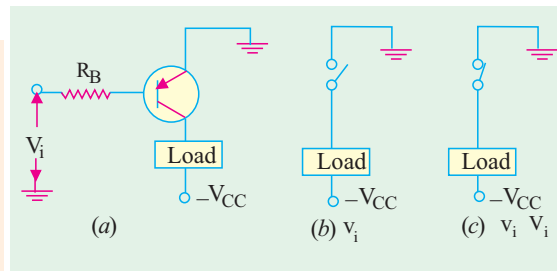 R_B
V_i
Load
–V_CC
(a)
Load
–V_CC
(b) v_i
Load
–V_CC
(c) v_i V_i